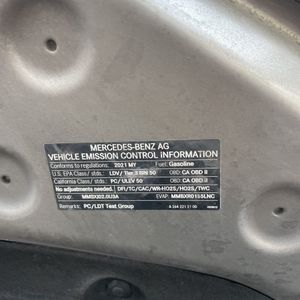 MERCEDES-BENZ AG
VEHICLE EMISSION CONTROL INFORMATION
Conforms to regulations: 2021 MY Fuel: Gasoline
U.S. EPA Class / stds: LDV/ Tier 3 BIN 50 OBD: CA OBD II
California Class / stds: PC/ ULEV 50 OBD: CA OBD II
No adjustments needed. DFI/TC/CAC/WR-HO2S/HO2S/TWC
Group: MMBXJ02.0U3A EVAP:
Remarks: PC/LDT Test Group